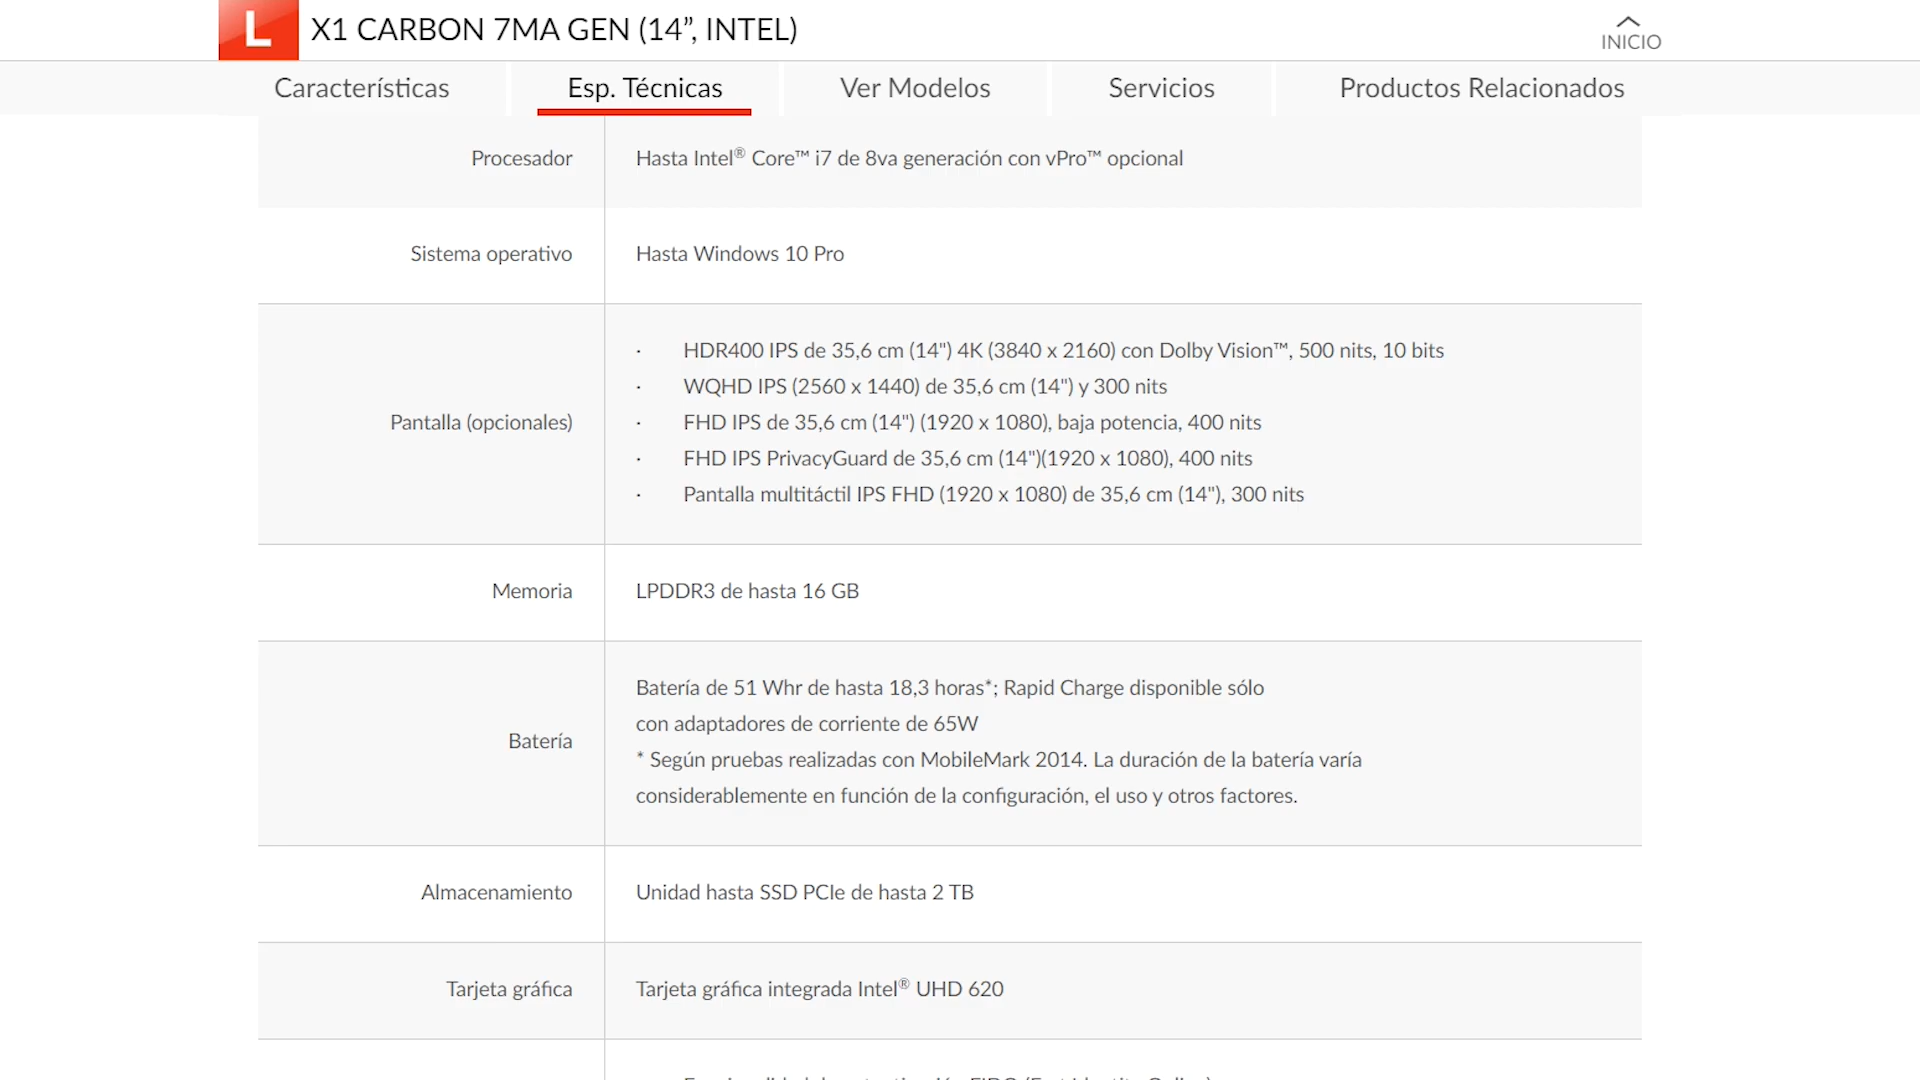 L X1 CARBON 7MA GEN (14”, INTEL)
INICIO
Características Esp. Técnicas Ver Modelos Servicios Productos Relacionados
Procesador Hasta Intel® Core™ i7 de 8va generación con vPro™ opcional
Sistema operativo Hasta Windows 10 Pro
· HDR400 IPS de 35,6 cm (14") 4K (3840 x 2160) con Dolby Vision™, 500 nits, 10 bits
· WQHD IPS (2560 x 1440) de 35,6 cm (14") y 300 nits
Pantalla (opcionales) · FHD IPS de 35,6 cm (14") (1920 x 1080), baja potencia, 400 nits
· FHD IPS PrivacyGuard de 35,6 cm (14")(1920 x 1080), 400 nits
· Pantalla multitáctil IPS FHD (1920 x 1080) de 35,6 cm (14"), 300 nits
Memoria LPDDR3 de hasta 16 GB
Batería
Batería de 51 Whr de hasta 18,3 horas*; Rapid Charge disponible sólo
con adaptadores de corriente de 65W
* Según pruebas realizadas con MobileMark 2014. La duración de la batería varía
considerablemente en función de la configuración, el uso y otros factores.
Almacenamiento Unidad hasta SSD PCIe de hasta 2 TB
Tarjeta gráfica Tarjeta gráfica integrada Intel® UHD 620